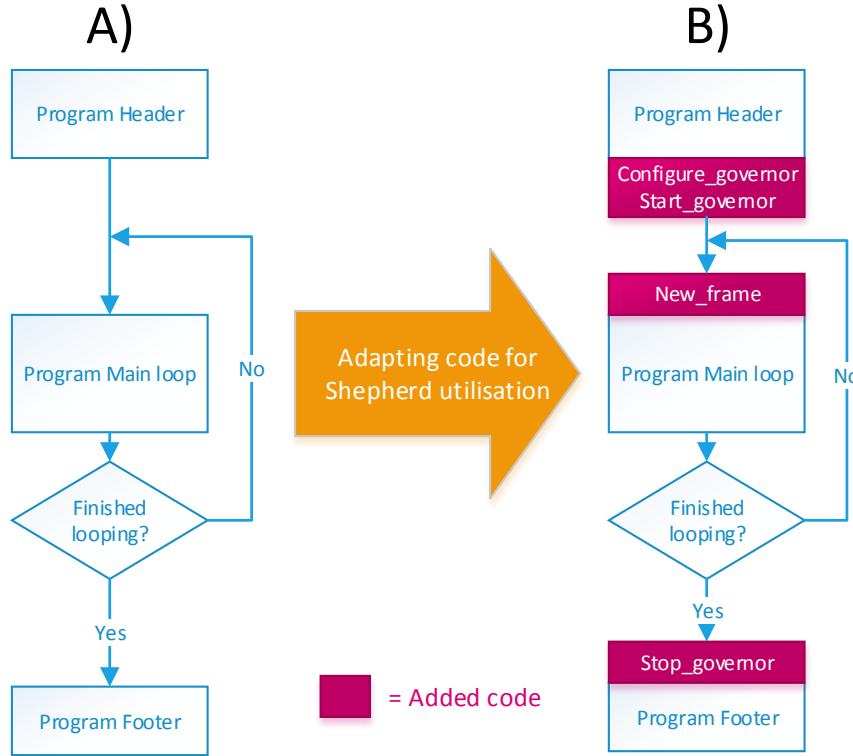 A)
Program Header
Program Main loop
No
Finished
looping?
Yes
Program Footer
Adapting code for
Shepherd utilisation
= Added code
B)
Program Header
Configure_governor
Start_governor
New_frame
Program Main loop
No
Finished
looping?
Yes
Stop_governor
Program Footer